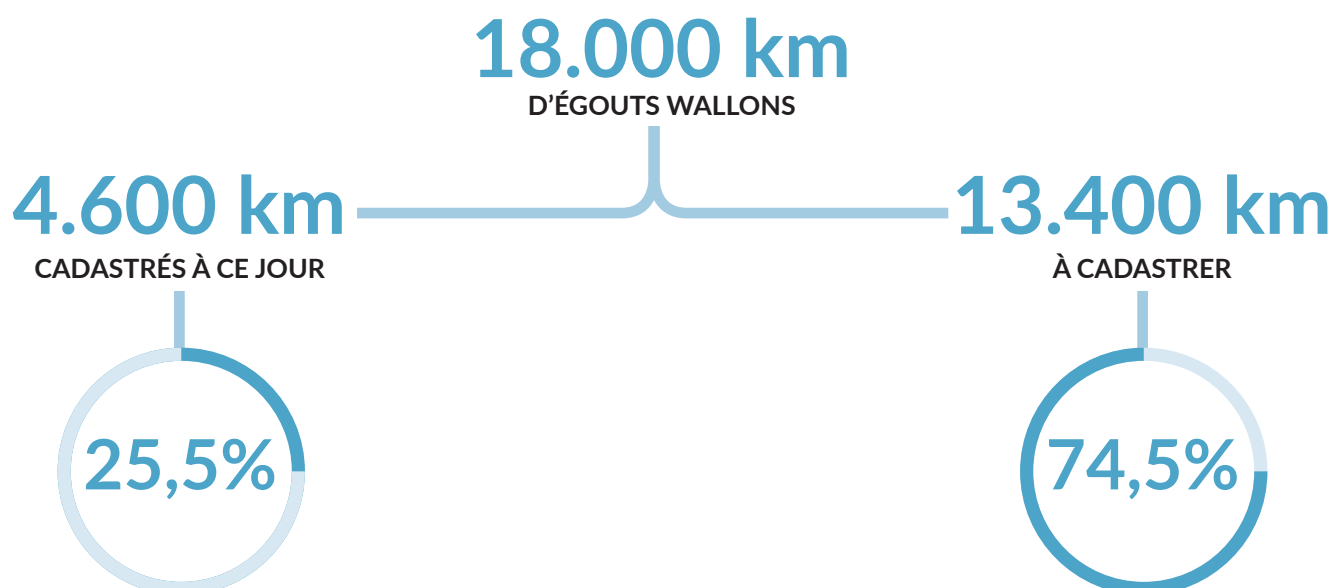 18.000 km
D'ÉGOUTS WALLONS
4.600 km
CADASTRÉS À CE JOUR
25,5%
13.400 km
À CADASTRER
74,5%